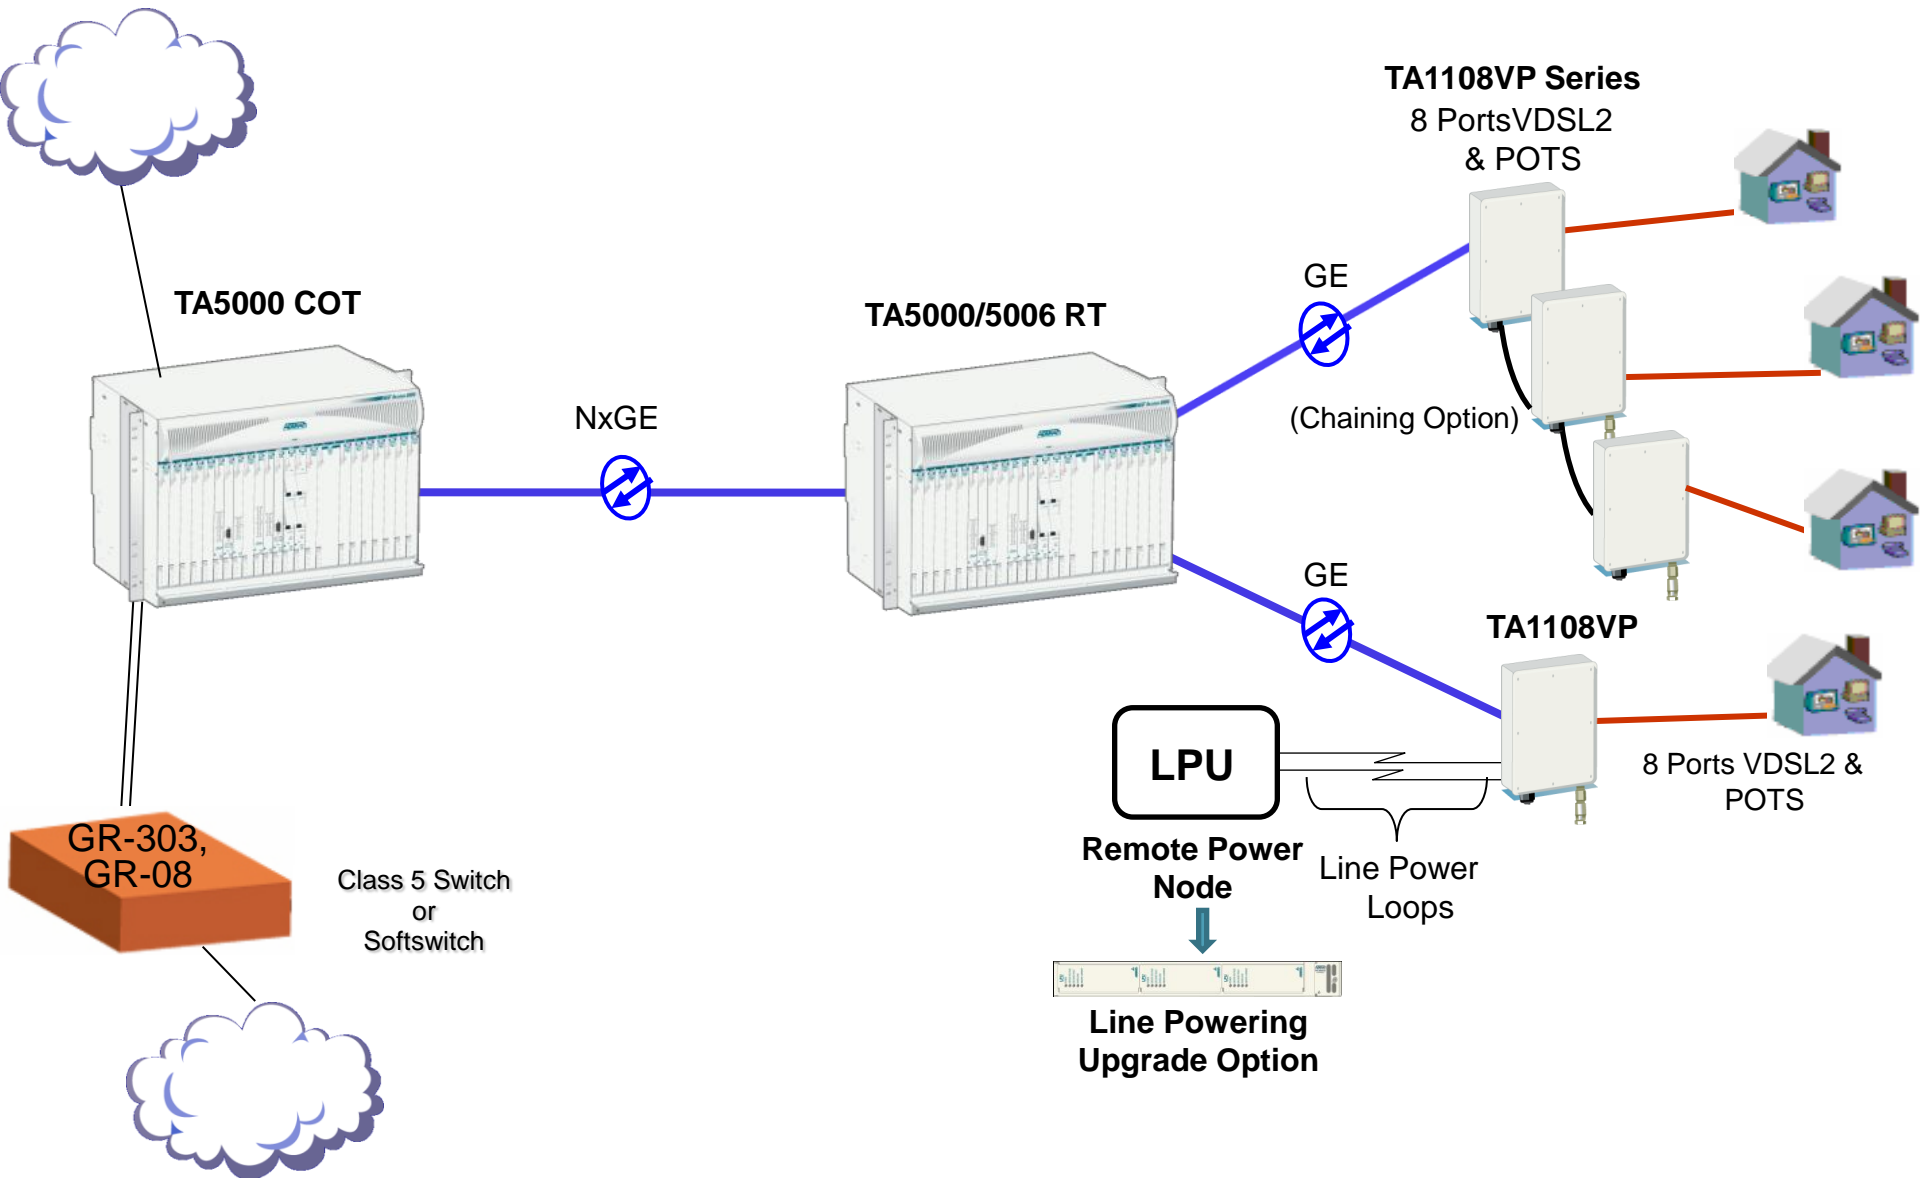 TA1108VP Series
8 PortsVDSL2
& POTS
GE
TA5000 COT
TA5000/5006 RT
NxGE
(Chaining Option)
GE
TA1108VP
LPU
8 Ports VDSL2 &
POTS
GR-303,
GR-08
Class 5 Switch
or
Softswitch
Remote Power
Node
Line Power
Loops
Line Powering
Upgrade Option